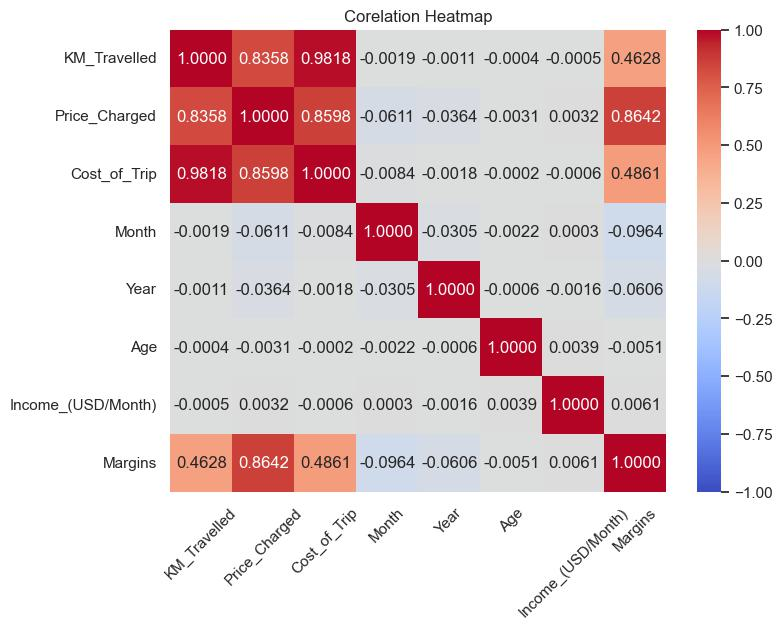 Corelation Heatmap
KM_Travelled 1.0000 0.8358 0.9818 -0.0019 -0.0011 -0.0004 -0.0005 0.4628
Price_Charged 0.8358 1.0000 0.8598 -0.0611 -0.0364 -0.0031 0.0032 0.8642
Cost_of_Trip 0.9818 0.8598 1.0000 -0.0084 -0.0018 -0.0002 -0.0006 0.4861
Month -0.0019 -0.0611 -0.0084 1.0000 -0.0305 -0.0022 0.0003 -0.0964
Year -0.0011 -0.0364 -0.0018 -0.0305 1.0000 -0.0006 -0.0016 -0.0606
Age -0.0004 -0.0031 -0.0002 -0.0022 -0.0006 1.0000 0.0039 -0.0051
Income_(USD/Month) -0.0005 0.0032 -0.0006 0.0003 -0.0016 0.0039 1.0000 0.0061
Margins 0.4628 0.8642 0.4861 -0.0964 -0.0606 -0.0051 0.0061 1.0000
KM_Travelled
Price_Charged
Cost_of_Trip
Month
Year
Age
Income_(USD/Month)
Margins
1.00
0.75
0.50
0.25
0.00
−0.25
−0.50
−0.75
−1.00